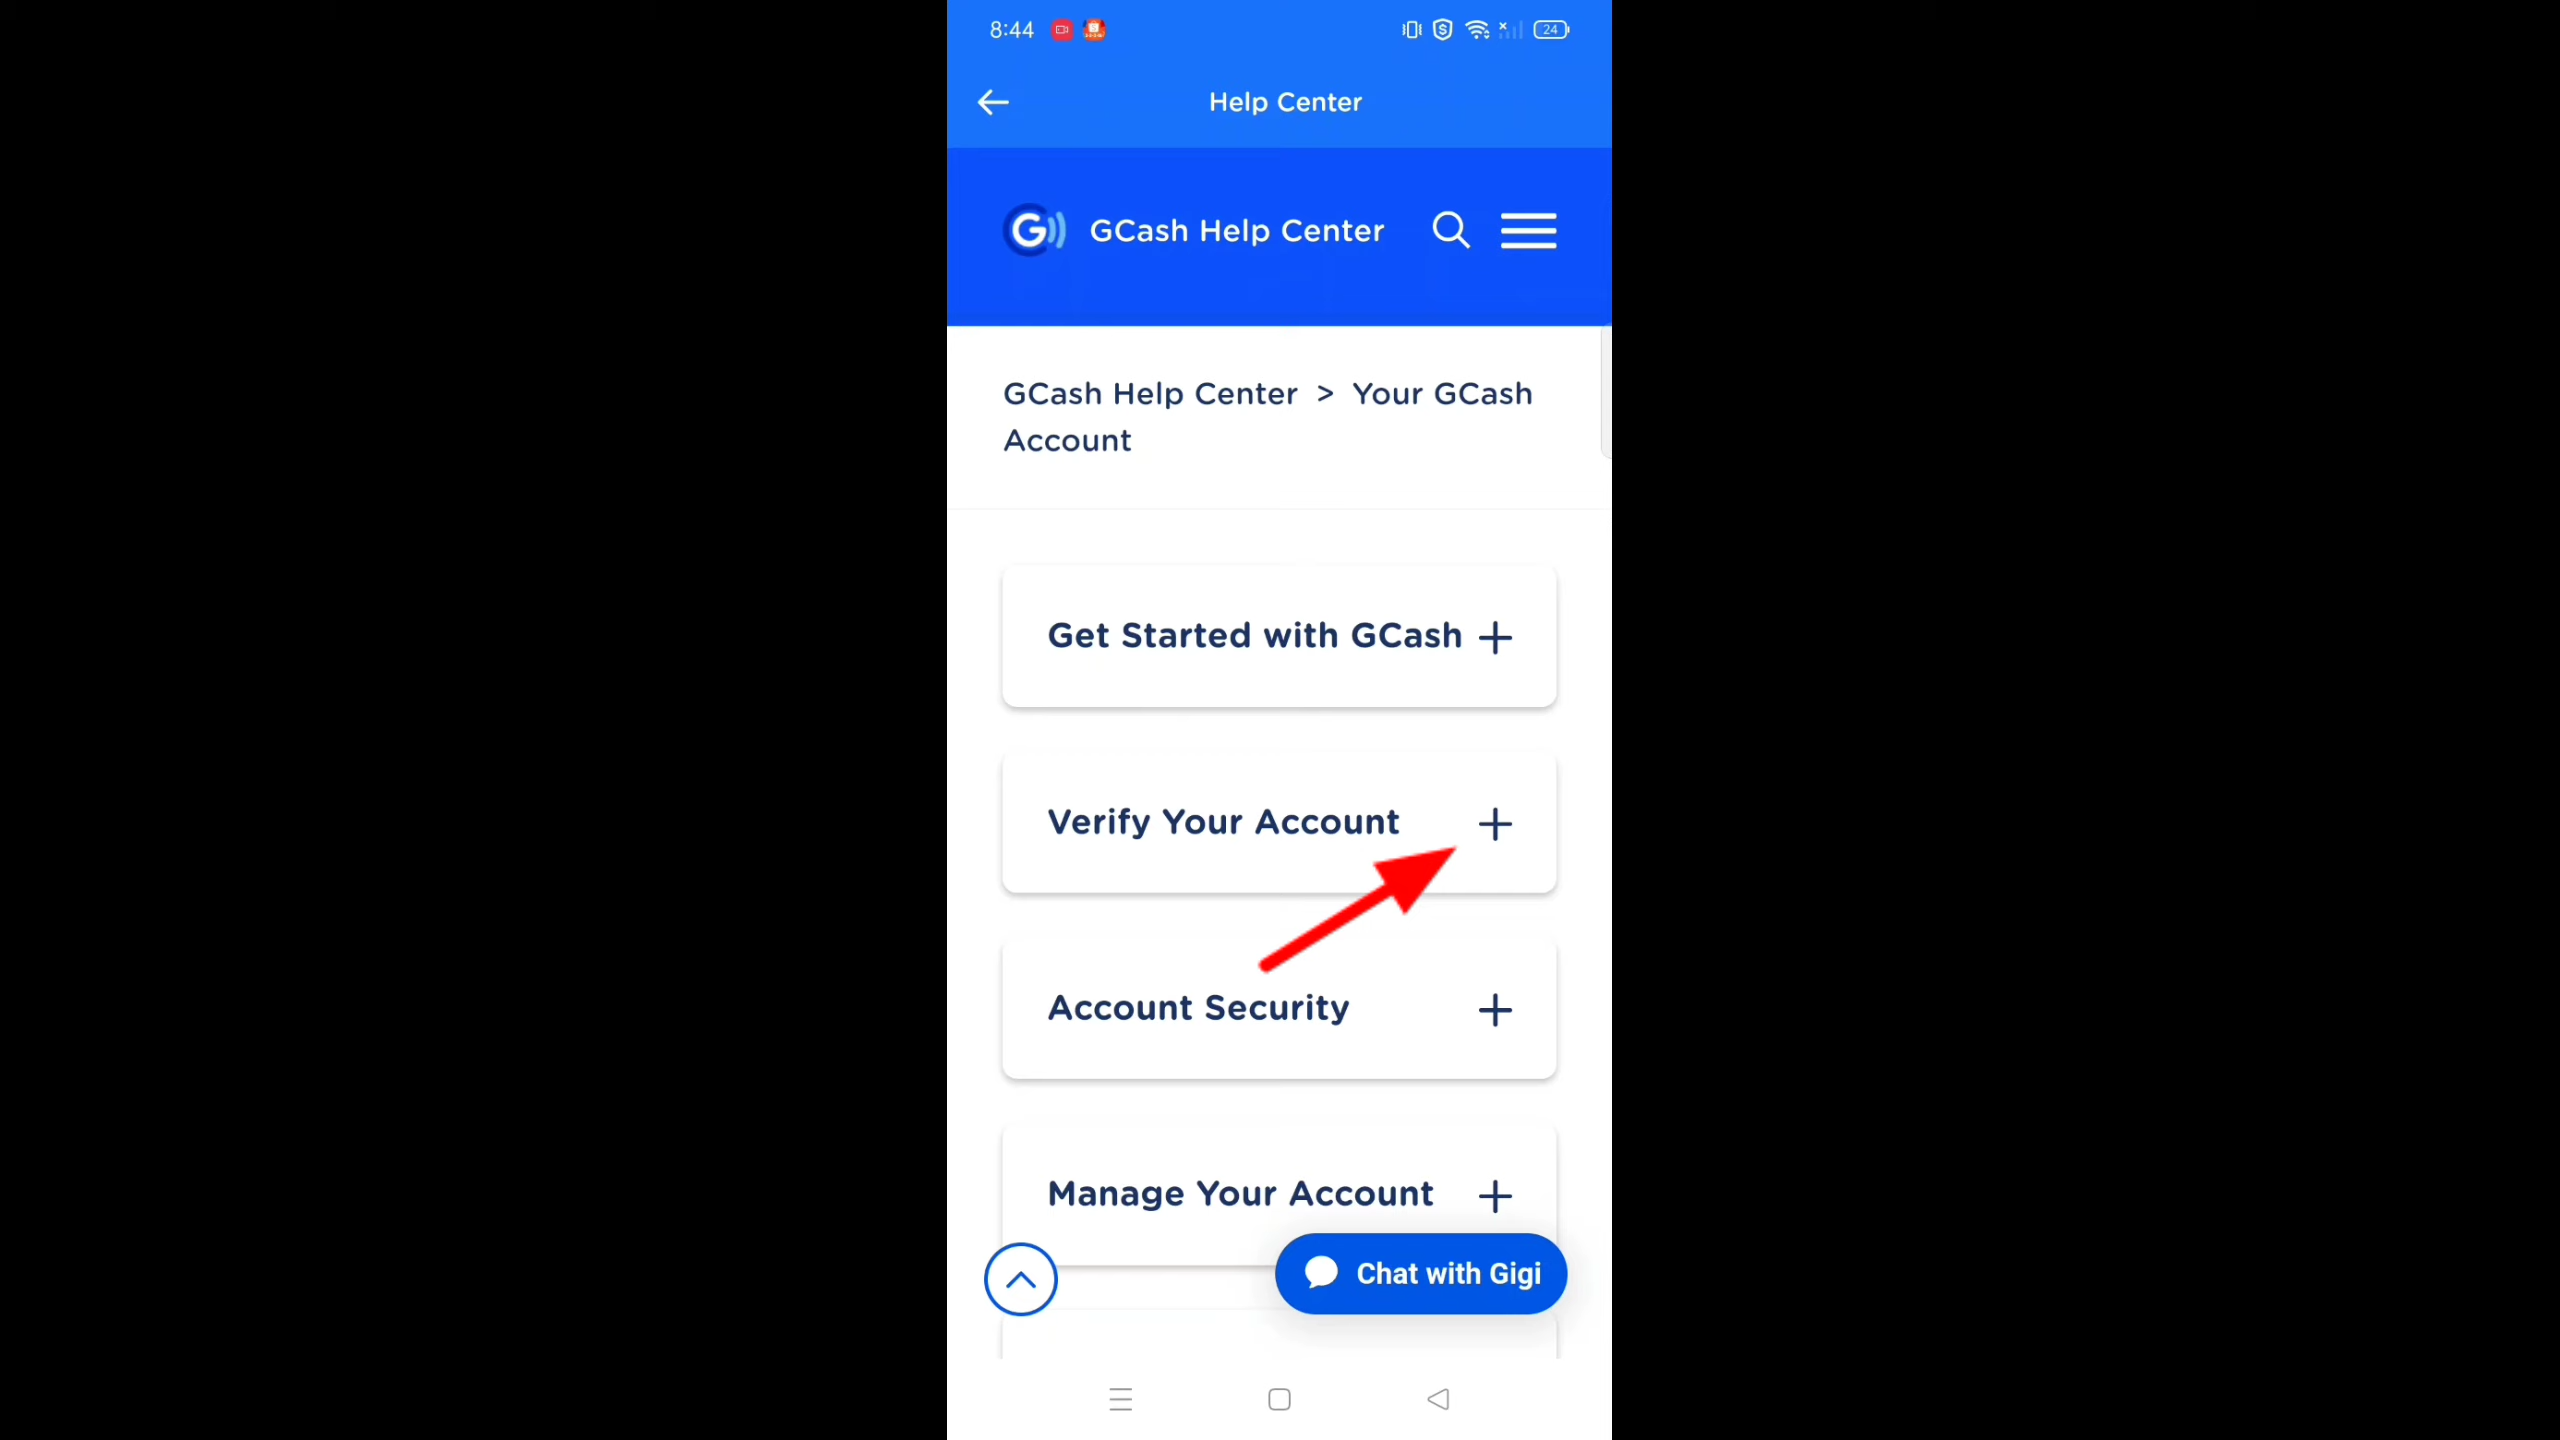 8:44
24
Help Center
GCash Help Center
GCash Help Center > Your GCash
Account
Get Started with GCash +
Verify Your Account +
Account Security +
Manage Your Account +
Chat with Gigi